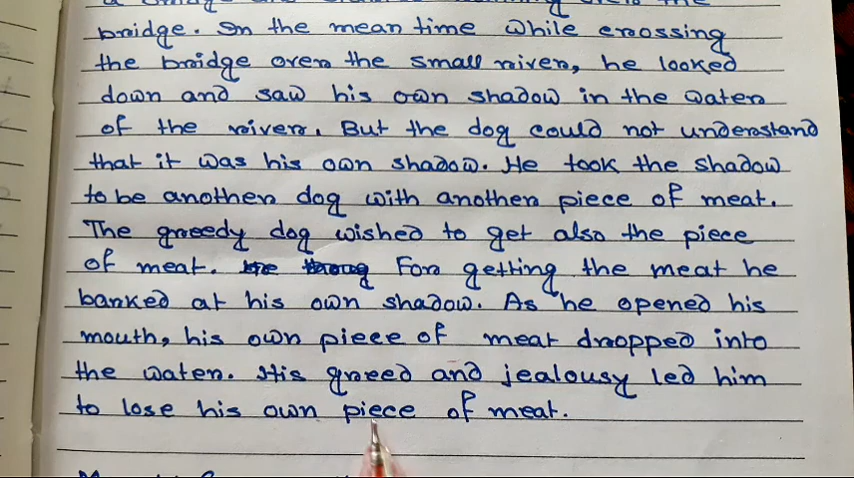 bridge. In the mean time while crossing
the bridge over the small river, he looked
down and saw his own shadow in the water
of the river. But the dog could not understand
that it was his own shadow. He took the shadow
to be another dog with another piece of meat.
The greedy dog wished to get also the piece
of meat. For getting the meat he
barked at his own shadow. As he opened his
mouth, his own piece of meat dropped into
the water. His greed and jealousy led him
to lose his own piece of meat.